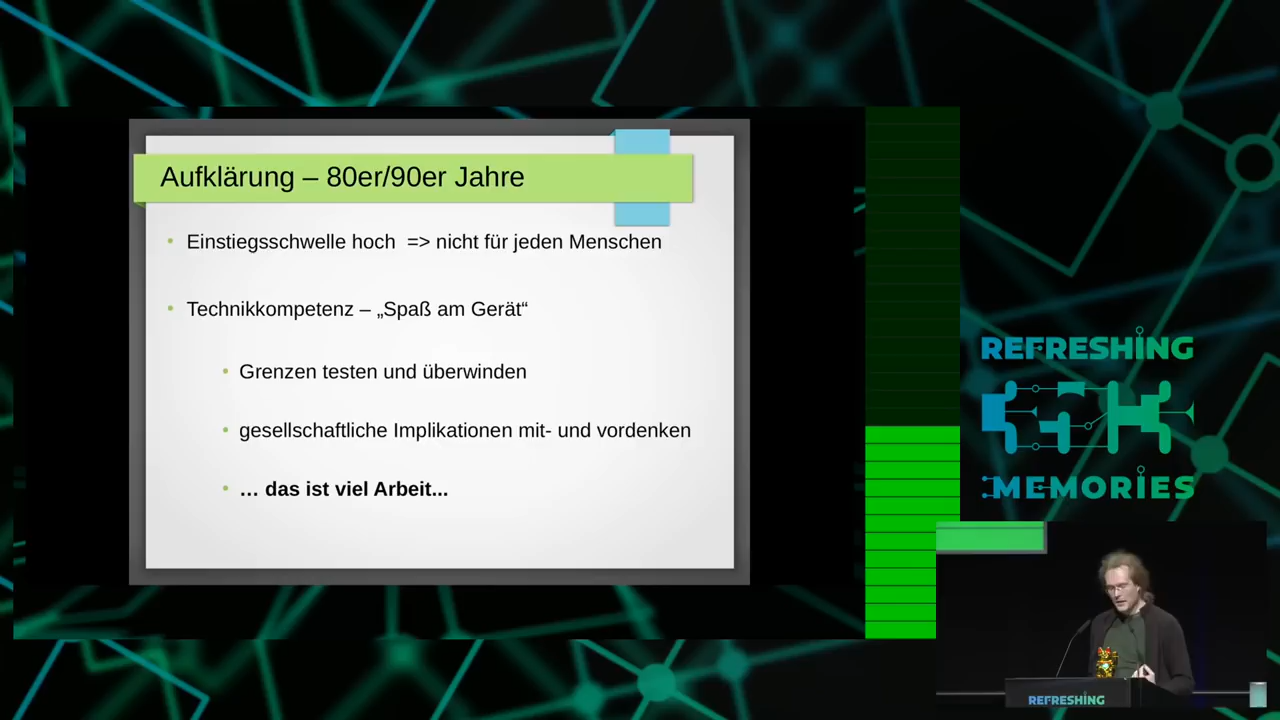 Aufklärung – 80er/90er Jahre
Einstiegsschwelle hoch => nicht für jeden Menschen
Technikkompetenz – „Spaß am Gerät“
Grenzen testen und überwinden
gesellschaftliche Implikationen mit- und vordenken
… das ist viel Arbeit...
REFRESHING
MEMORIES
REFRESHING